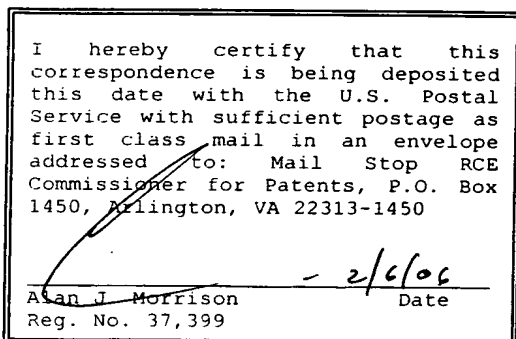 I hereby certify that this
correspondence is being deposited
this date with the U.S. Postal
Service with sufficient postage as
first class mail in an envelope
addressed to: Mail Stop RCE
Commissioner for Patents, P.O. Box
1450, Arlington, VA 22313-1450
- 2/6/06
Alan J. Morrison Date
Reg. No. 37,399